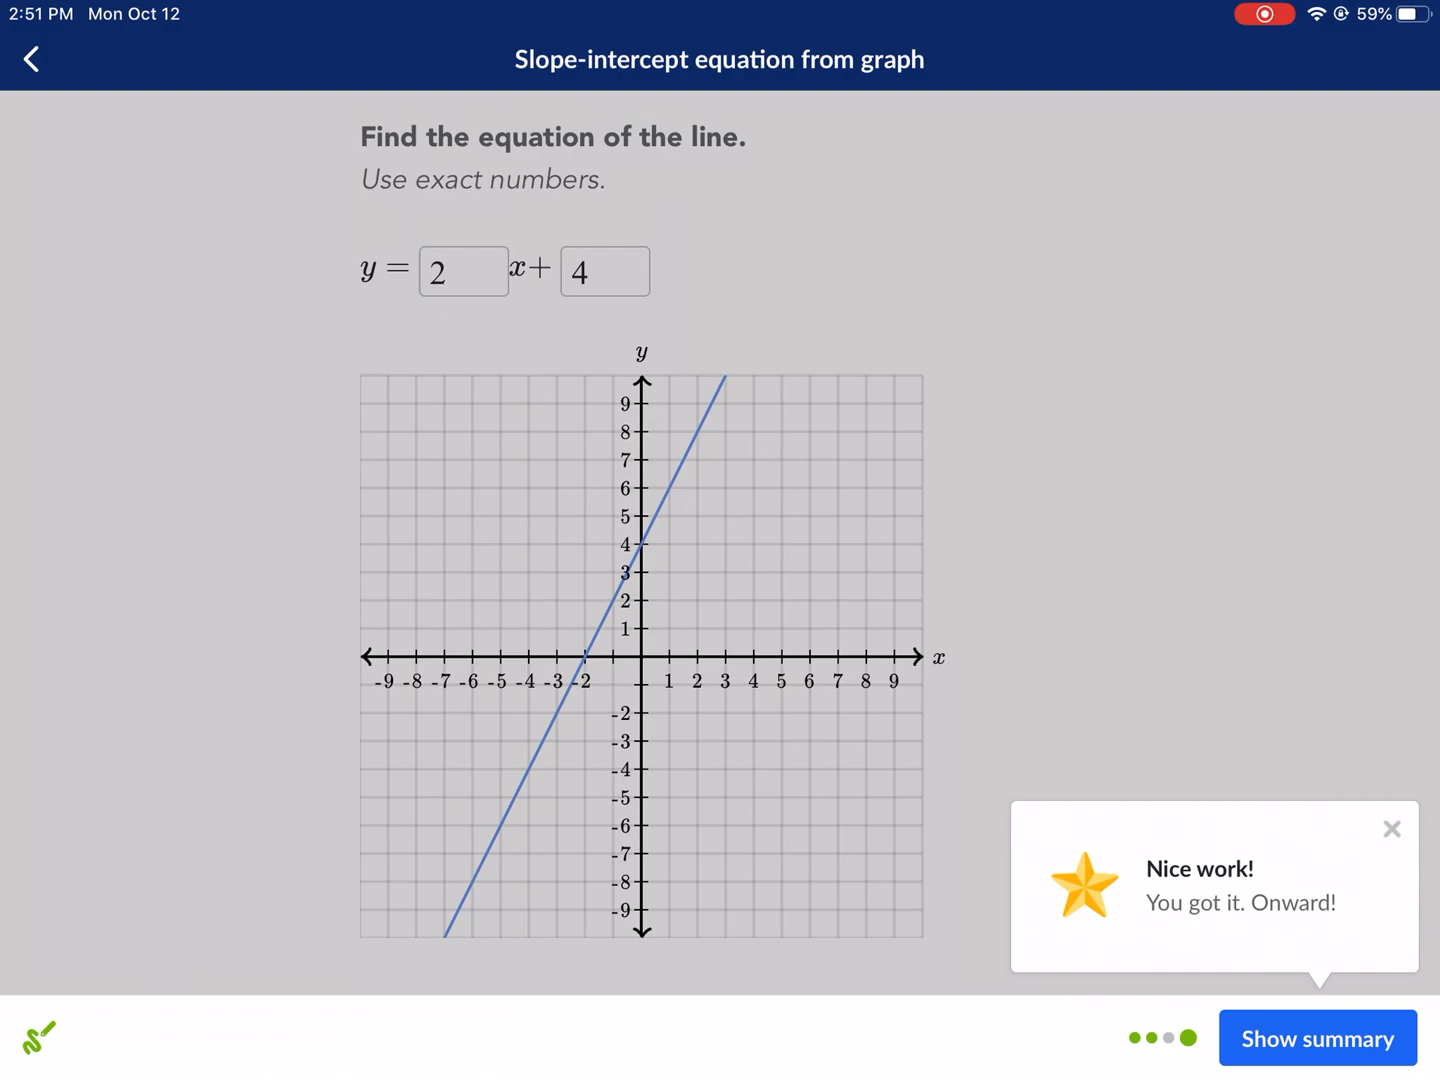 2:51 PM Mon Oct 12
59%
Slope-intercept equation from graph
Find the equation of the line.
Use exact numbers.
y = 2 x+ 4
y
9
8
7
6
5
4
3
2
1
x
-9 -8 -7 -6 -5 -4 -3 -2 1 2 3 4 5 6 7 8 9
-2
-3
-4
-5
-6
-7
-8
-9
Nice work!
You got it. Onward!
Show summary